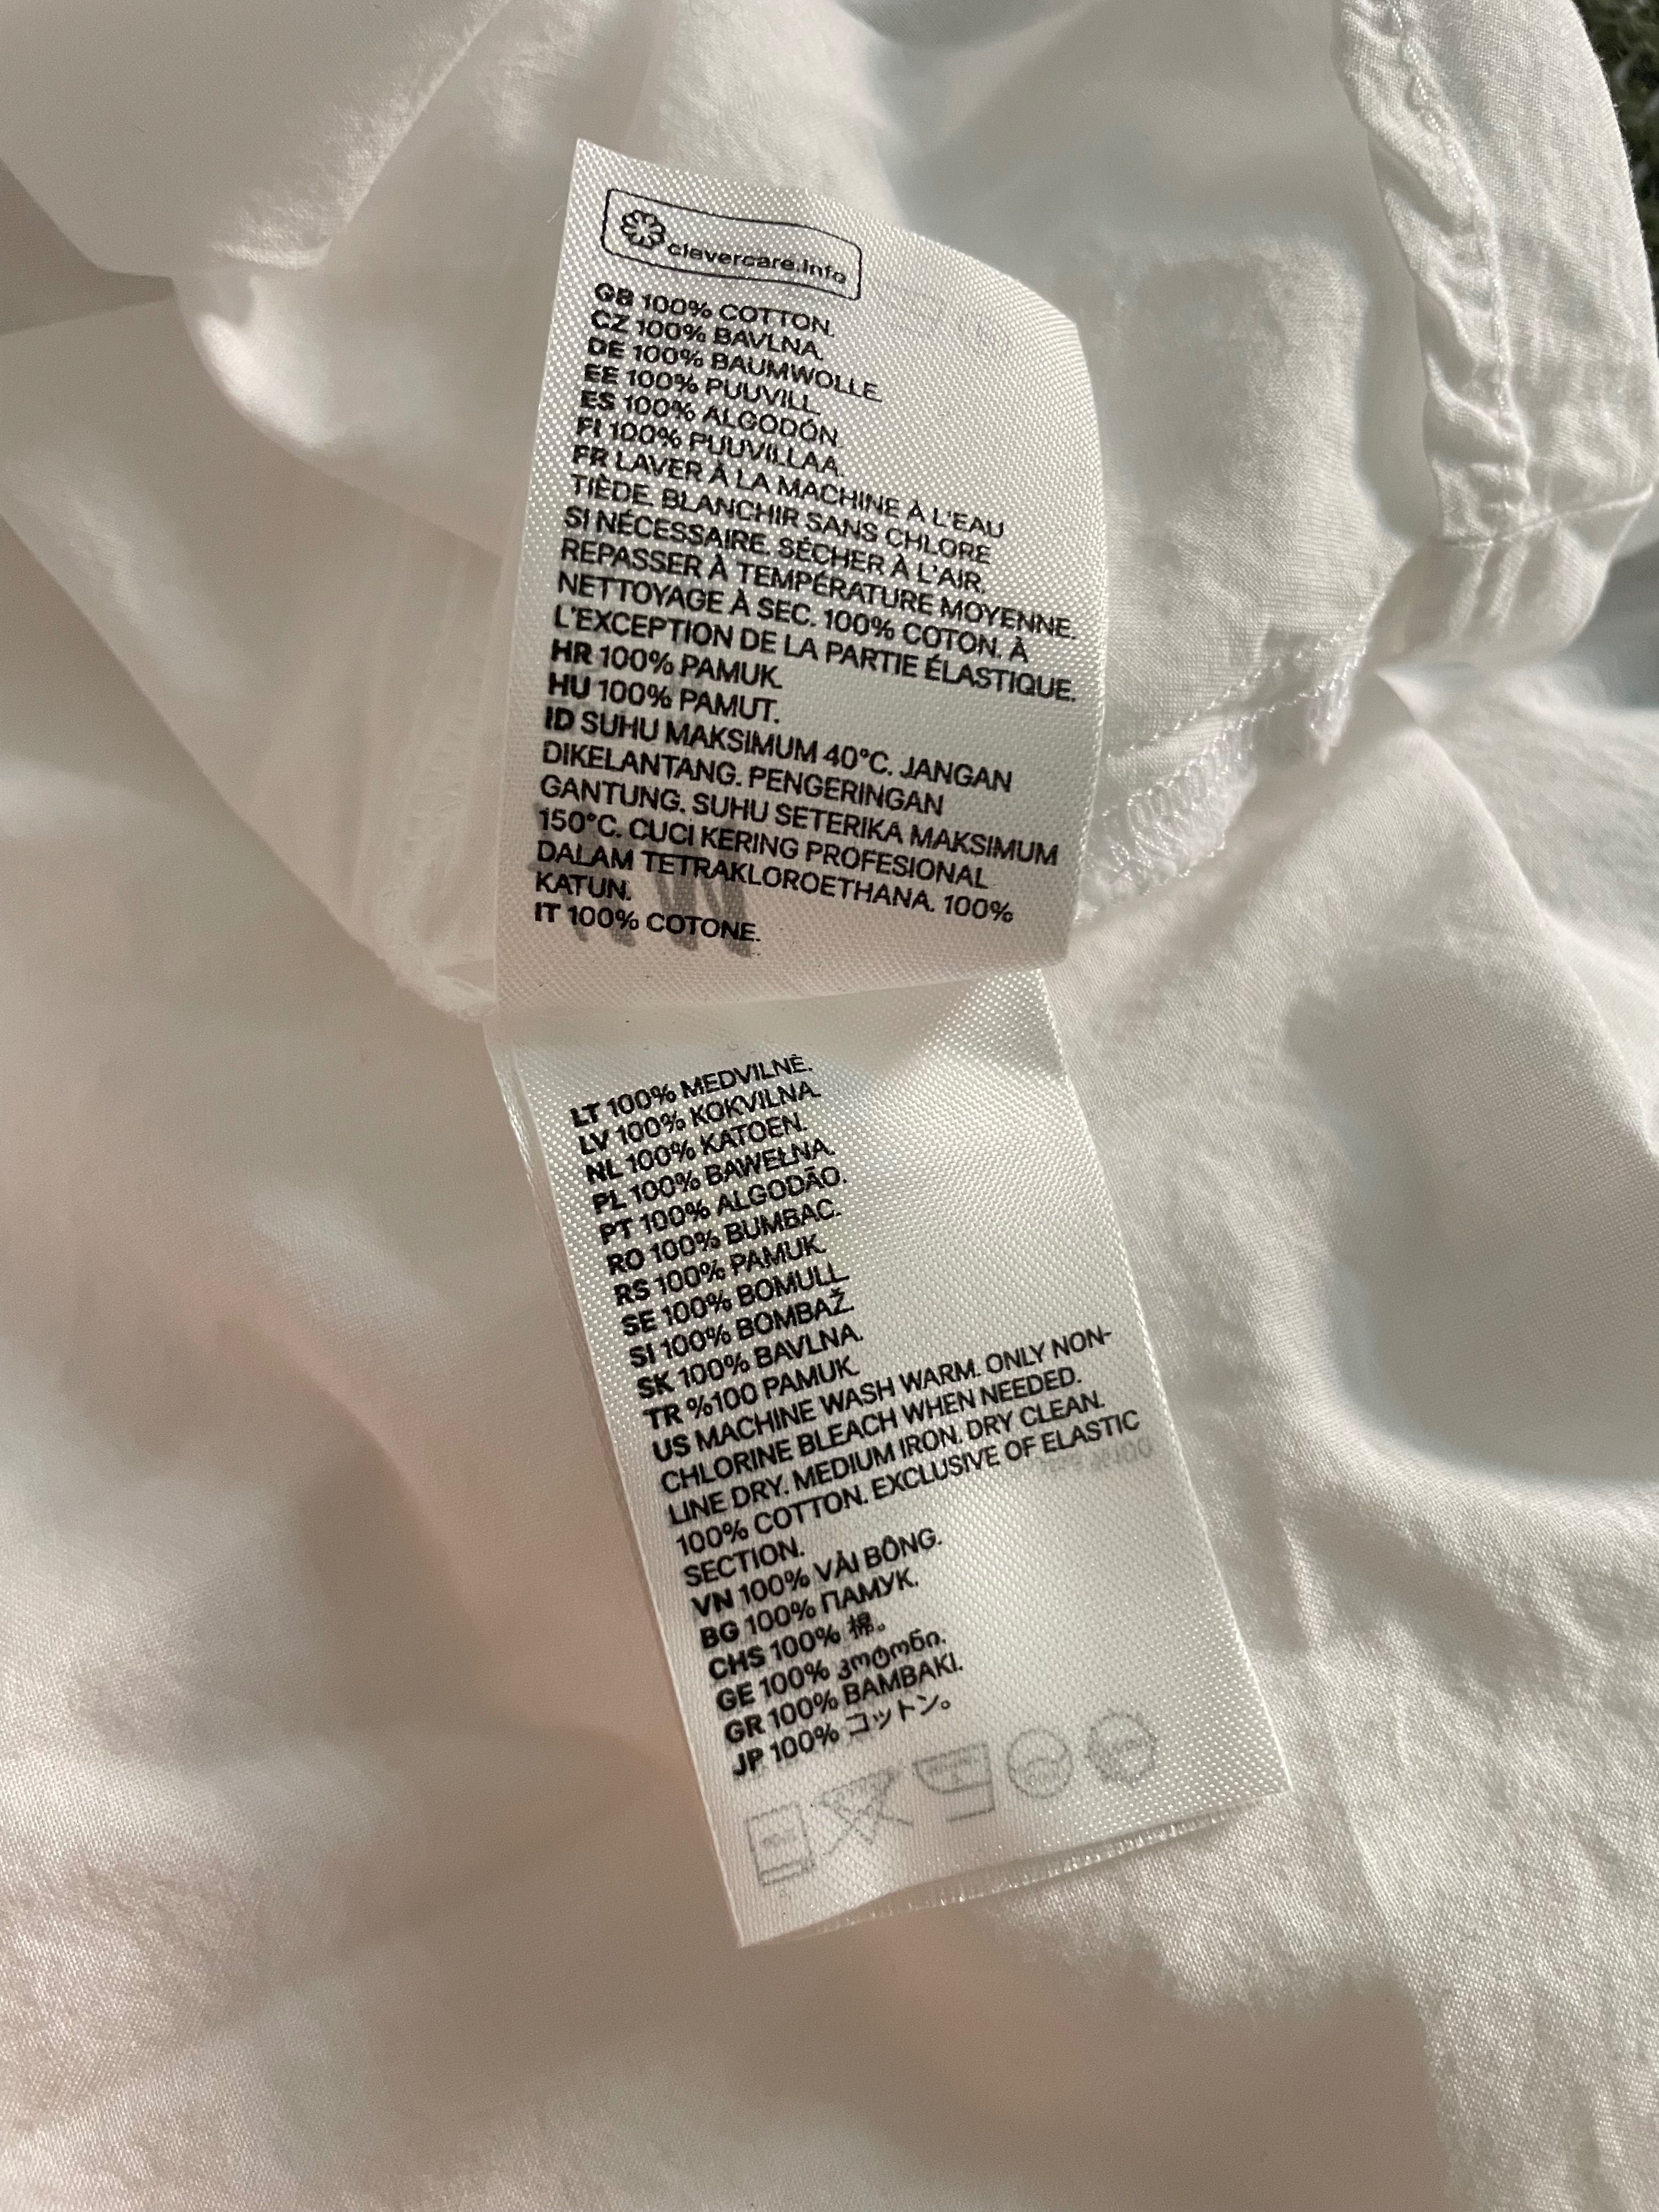 clevercare.info
GB 100% COTTON.
CZ 100% BAVLNA.
DE 100% BAUMWOLLE.
EE 100% PUUVILL.
ES 100% ALGODÓN.
FI 100% PUUVILLAA.
FR LAVER À LA MACHINE À L'EAU
TIÈDE. BLANCHIR SANS CHLORE
SI NÉCESSAIRE. SÉCHER À L'AIR.
REPASSER À TEMPÉRATURE MOYENNE.
NETTOYAGE À SEC. 100% COTON. À
L'EXCEPTION DE LA PARTIE ÉLASTIQUE.
HR 100% PAMUK.
HU 100% PAMUT.
ID SUHU MAKSIMUM 40°C. JANGAN
DIKELANTANG. PENGERINGAN
GANTUNG. SUHU SETERIKA MAKSIMUM
150°C. CUCI KERING PROFESIONAL
DALAM TETRAKLOROETHANA. 100%
KATUN.
IT 100% COTONE.
LT 100% MEDVILNĖ.
LV 100% KOKVILNA.
NL 100% KATOEN.
PL 100% BAWEŁNA.
PT 100% ALGODÃO.
RO 100% BUMBAC.
RS 100% PAMUK.
SE 100% BOMULL.
SI 100% BOMBAŽ.
SK 100% BAVLNA.
TR %100 PAMUK.
US MACHINE WASH WARM. ONLY NON-
CHLORINE BLEACH WHEN NEEDED.
LINE DRY. MEDIUM IRON. DRY CLEAN.
100% COTTON. EXCLUSIVE OF ELASTIC
SECTION.
VN 100% VẢI BÔNG.
BG 100% ПАМУК.
CHS 100% 棉。
GE 100% კოტონი.
GR 100% BAMBAKI.
JP 100% コットン。